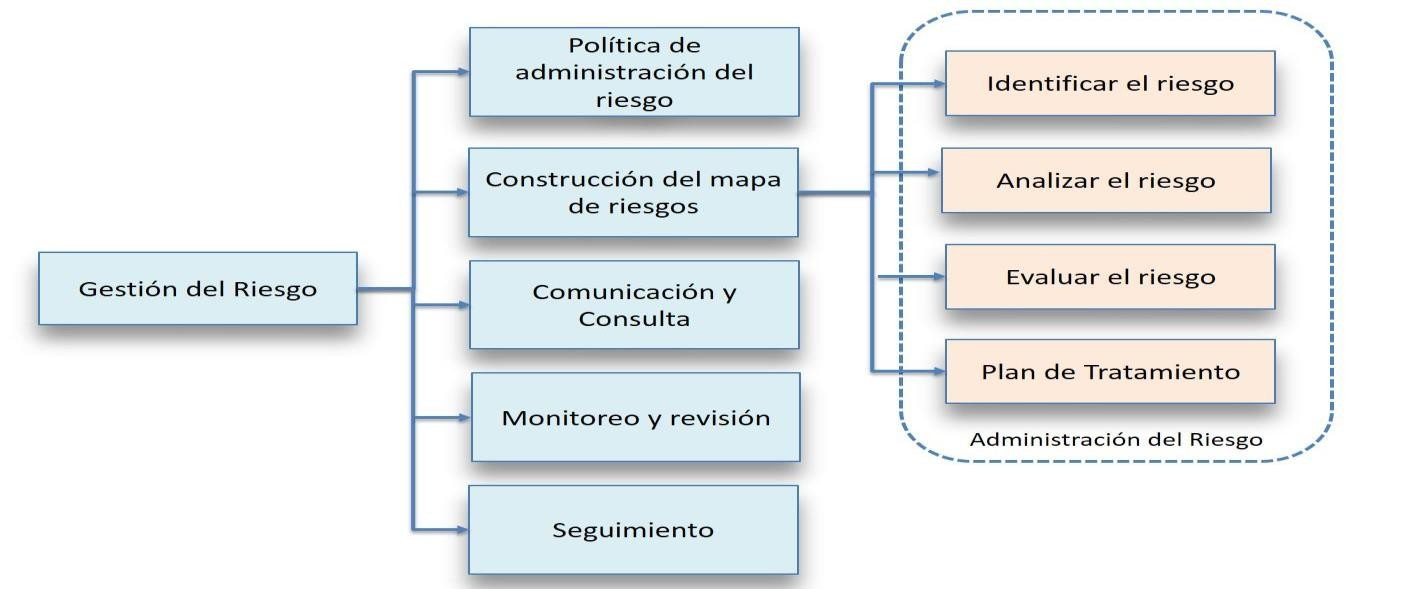 Gestión del Riesgo
Política de
administración del
riesgo
Construcción del mapa
de riesgos
Comunicación y
Consulta
Monitoreo y revisión
Seguimiento
Identificar el riesgo
Analizar el riesgo
Evaluar el riesgo
Plan de Tratamiento
Administración del Riesgo